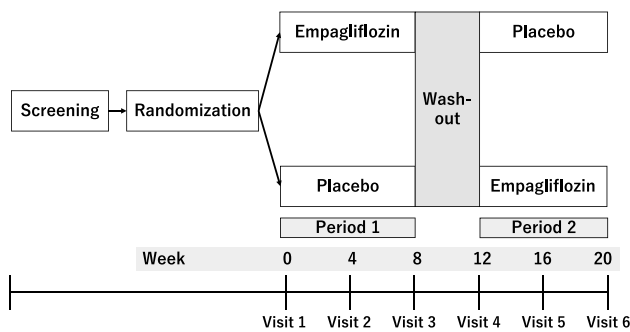 Empagliflozin
Placebo
Screening
Randomization
Wash-
out
Placebo
Empagliflozin
Period 1
Period 2
Week 0 4 8 12 16 20
Visit 1 Visit 2 Visit 3 Visit 4 Visit 5 Visit 6